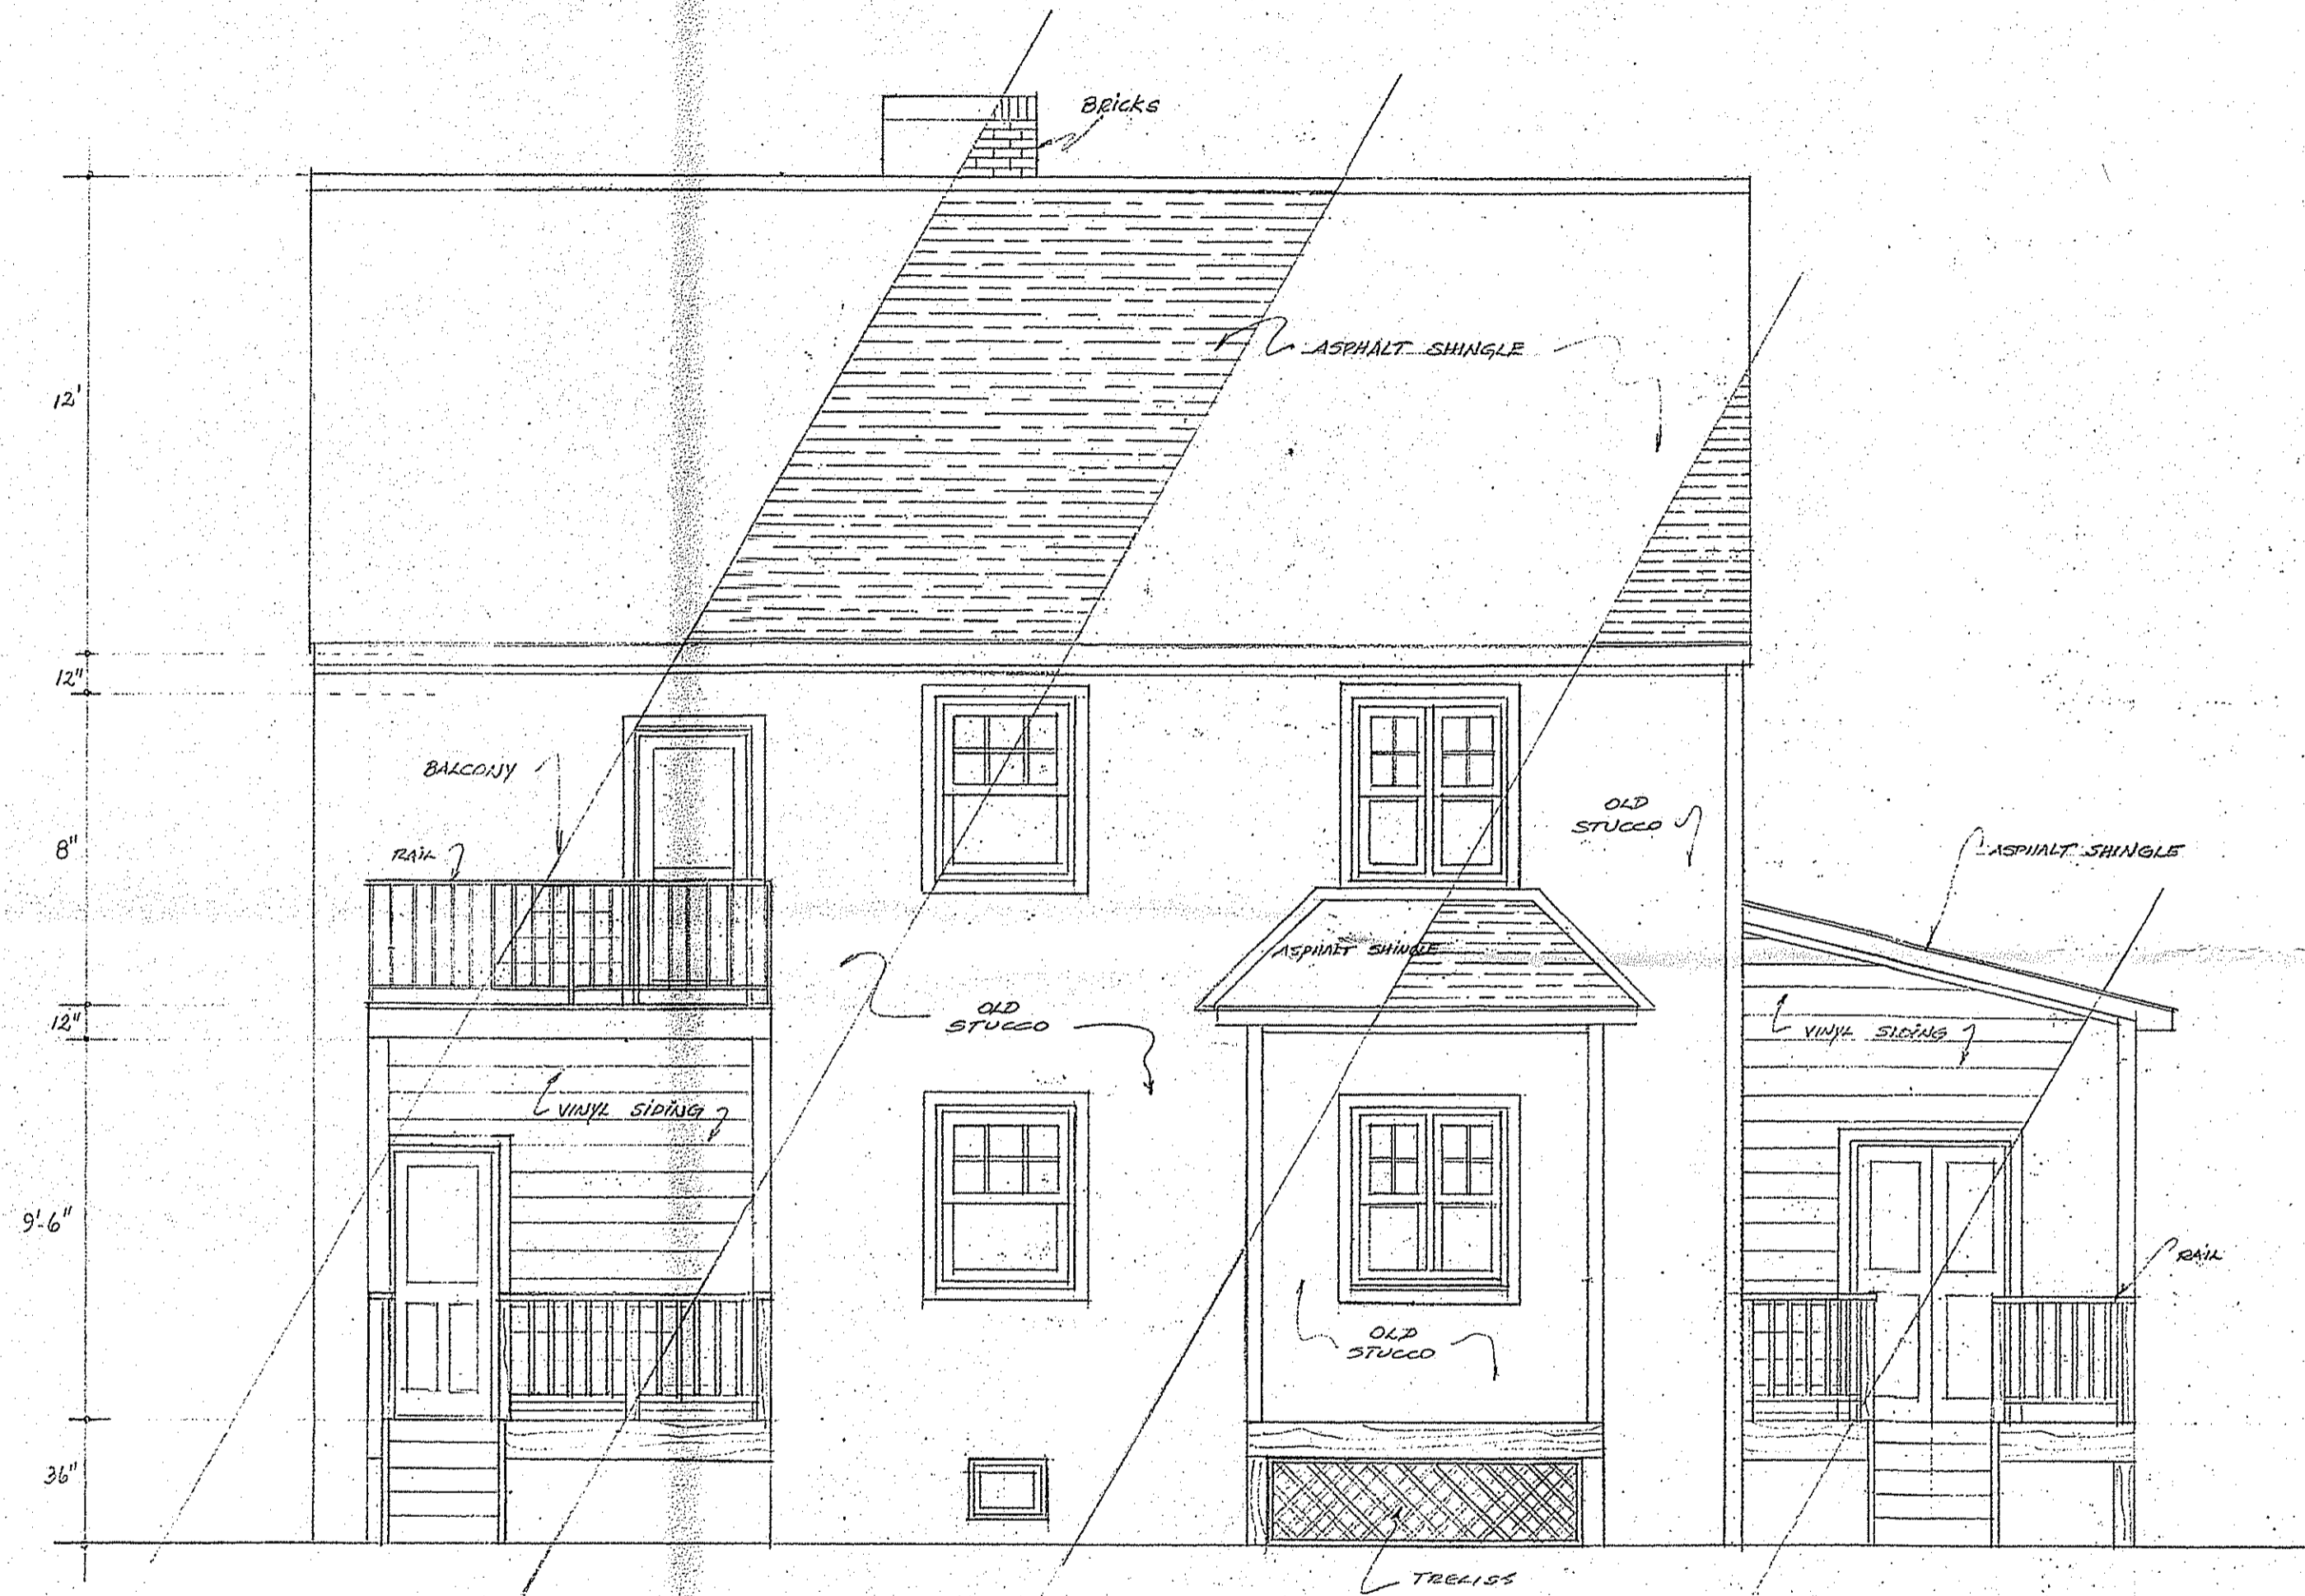 BRICKS
ASPHALT SHINGLE
12'
12"
BALCONY
OLD
STUCCO
8"
RAIL
ASPHALT SHINGLE
ASPHALT SHINGLE
OLD
STUCCO
12"
VINYL SIDING
VINYL SIDING
9'-6"
RAIL
OLD
STUCCO
36"
TRELISS